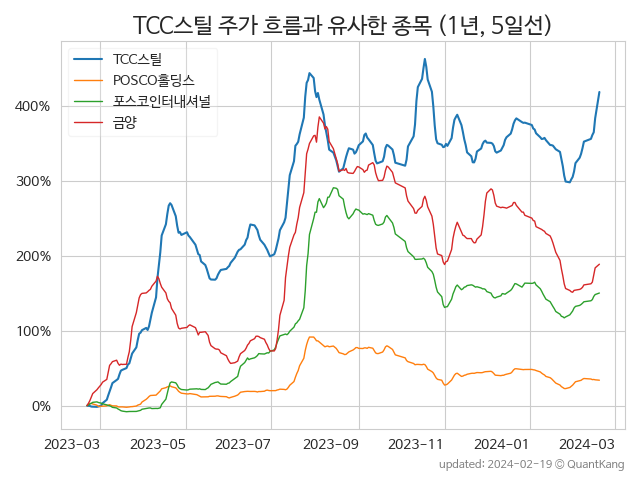 TCC스틸 주가 흐름과 유사한 종목 (1년, 5일선)
TCC스틸
POSCO홀딩스
포스코인터내셔널
금양
400%
300%
200%
100%
0%
2023-03 2023-05 2023-07 2023-09 2023-11 2024-01 2024-03
updated: 2024-02-19 © QuantKang